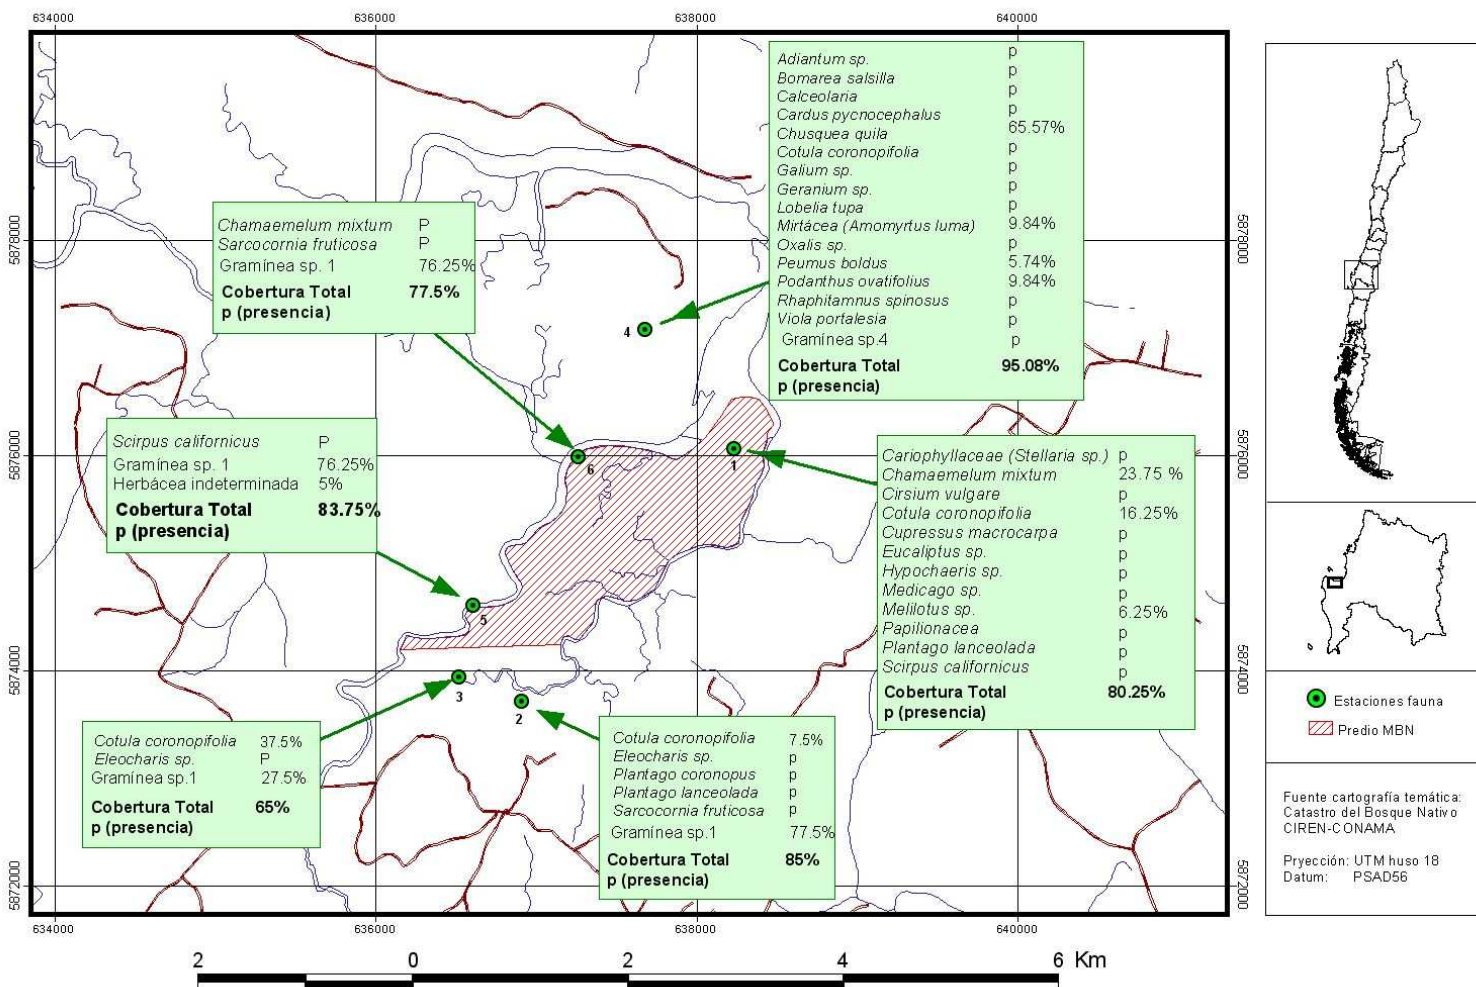 634000
636000
638000
640000
5878000
5876000
5874000
5872000
5878000
5876000
5874000
5872000
Adiantum sp. p
Bomarea salsilla p
Calceolaria p
Cardus pycnocephalus p
Chusquea quila 65.57%
Cotula coronopifolia p
Galium sp. p
Geranium sp. p
Lobelia tupa p
Mirtácea (Amomyrtus luma) 9.84%
Oxalis sp. p
Peumus boldus 5.74%
Podanthus ovatifolius 9.84%
Rhaphitamnus spinosus p
Viola portalesia p
Gramínea sp.4 p
Cobertura Total 95.08%
p (presencia)
Chamaemelum mixtum P
Sarcocornia fruticosa P
Gramínea sp. 1 76.25%
Cobertura Total 77.5%
p (presencia)
4
Scirpus californicus P
Gramínea sp. 1 76.25%
Herbácea indeterminada 5%
Cobertura Total 83.75%
p (presencia)
6
1
Cariophyllaceae (Stellaria sp.) p
Chamaemelum mixtum 23.75 %
Cirsium vulgare p
Cotula coronopifolia 16.25%
Cupressus macrocarpa p
Eucaliptus sp. p
Hypochaeris sp. p
Medicago sp. p
Melilotus sp. 6.25%
Papilionacea p
Plantago lanceolada p
Scirpus californicus p
Cobertura Total 80.25%
p (presencia)
5
3
2
Cotula coronopifolia 37.5%
Eleocharis sp. P
Gramínea sp.1 27.5%
Cobertura Total 65%
p (presencia)
Cotula coronopifolia 7.5%
Eleocharis sp. p
Plantago coronopus p
Plantago lanceolada p
Sarcocornia fruticosa p
Gramínea sp.1 77.5%
Cobertura Total 85%
p (presencia)
634000
636000
638000
640000
2 0 2 4 6 Km
Estaciones fauna
Predio MBN
Fuente cartografía temática:
Catastro del Bosque Nativo
CIREN-CONAMA
Pryección: UTM huso 18
Datum: PSAD56